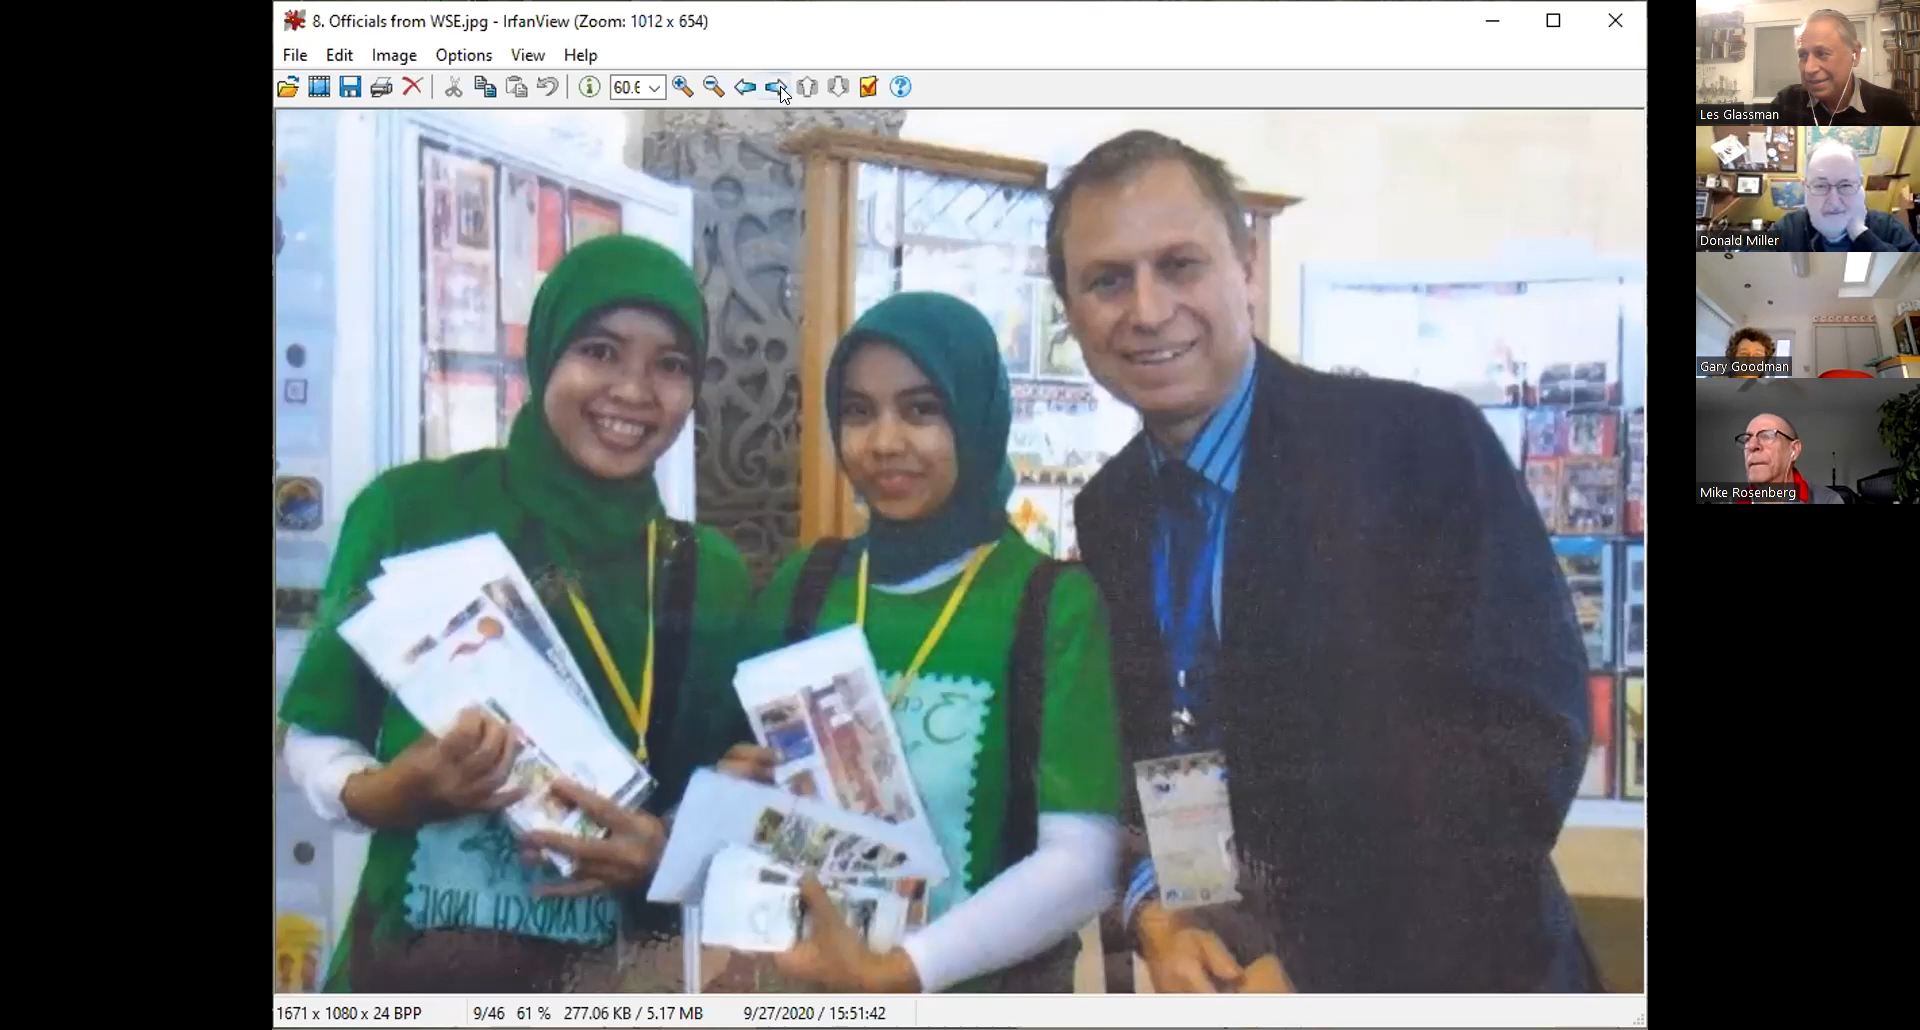 8. Officials from WSE.jpg - IrfanView (Zoom: 1012 x 654)
File Edit Image Options View Help
60.6
3
1671 x 1080 x 24 BPP 9/46 61 % 277.06 KB / 5.17 MB 9/27/2020 / 15:51:42
Les Glassman
Donald Miller
Gary Goodman
Mike Rosenberg